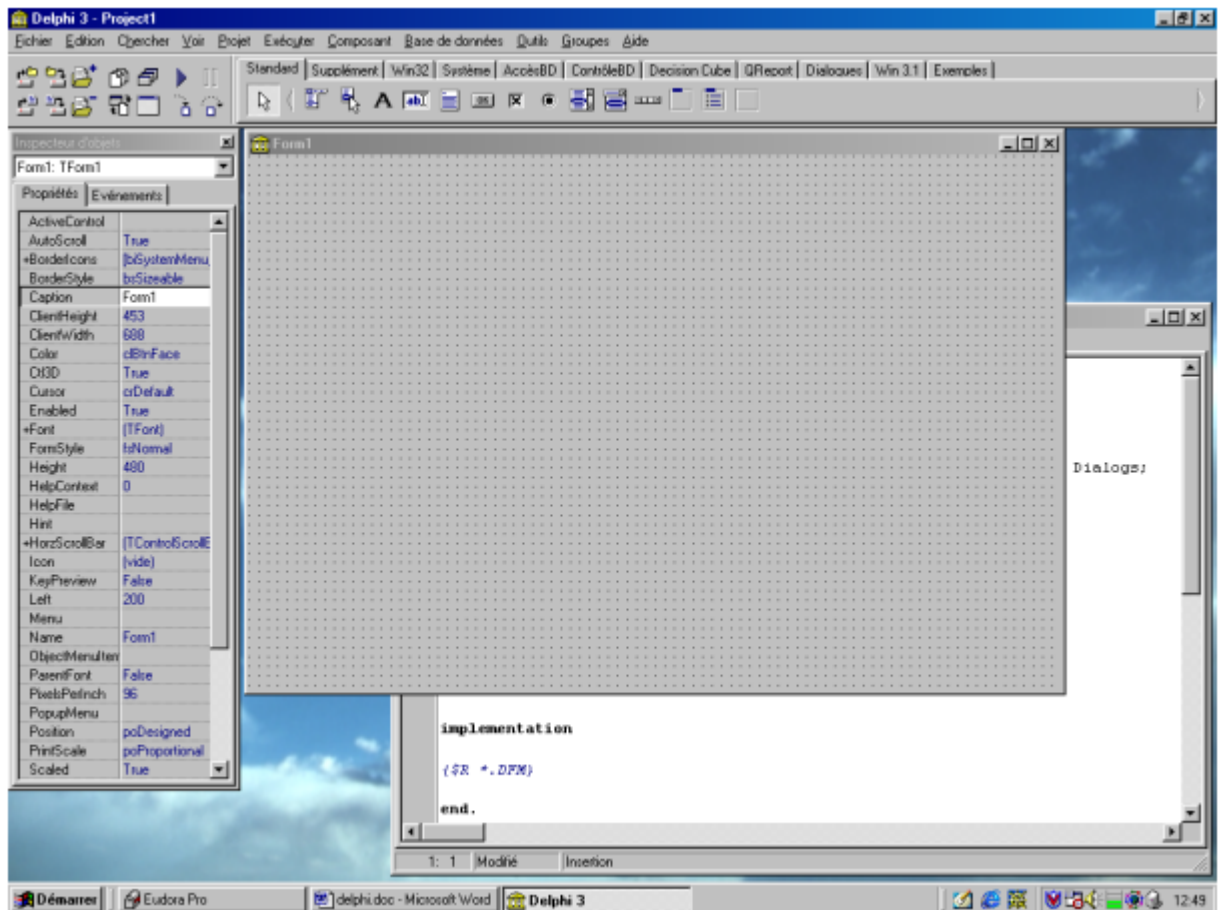 Delphi 3 - Project1
Fichier Edition Chercher Voir Projet Exécuter Composant Base de données Outils Groupes Aide
Standard Supplément Win32 Système AccèsBD ContrôleBD Decision Cube QReport Dialogues Win 3.1 Exemples
Inspecteur d'objets
Form1: TForm1
Propriétés Evénements
ActiveControl
AutoScroll True
+BorderIcons [biSystemMenu,
BorderStyle bsSizeable
Caption Form1
ClientHeight 453
ClientWidth 688
Color clBtnFace
Ctl3D True
Cursor crDefault
Enabled True
+Font (TFont)
FormStyle fsNormal
Height 480
HelpContext 0
HelpFile
Hint
+HorzScrollBar (TControlScrollB
Icon (vide)
KeyPreview False
Left 200
Menu
Name Form1
ObjectMenuItem
ParentFont False
PixelsPerInch 96
PopupMenu
Position poDesigned
PrintScale poProportional
Scaled True
Form1
Dialogs;
implementation
{$R *.DFM}
end.
1: 1 Modifié Insertion
Démarrer Eudora Pro delphi.doc - Microsoft Word Delphi 3 12:49